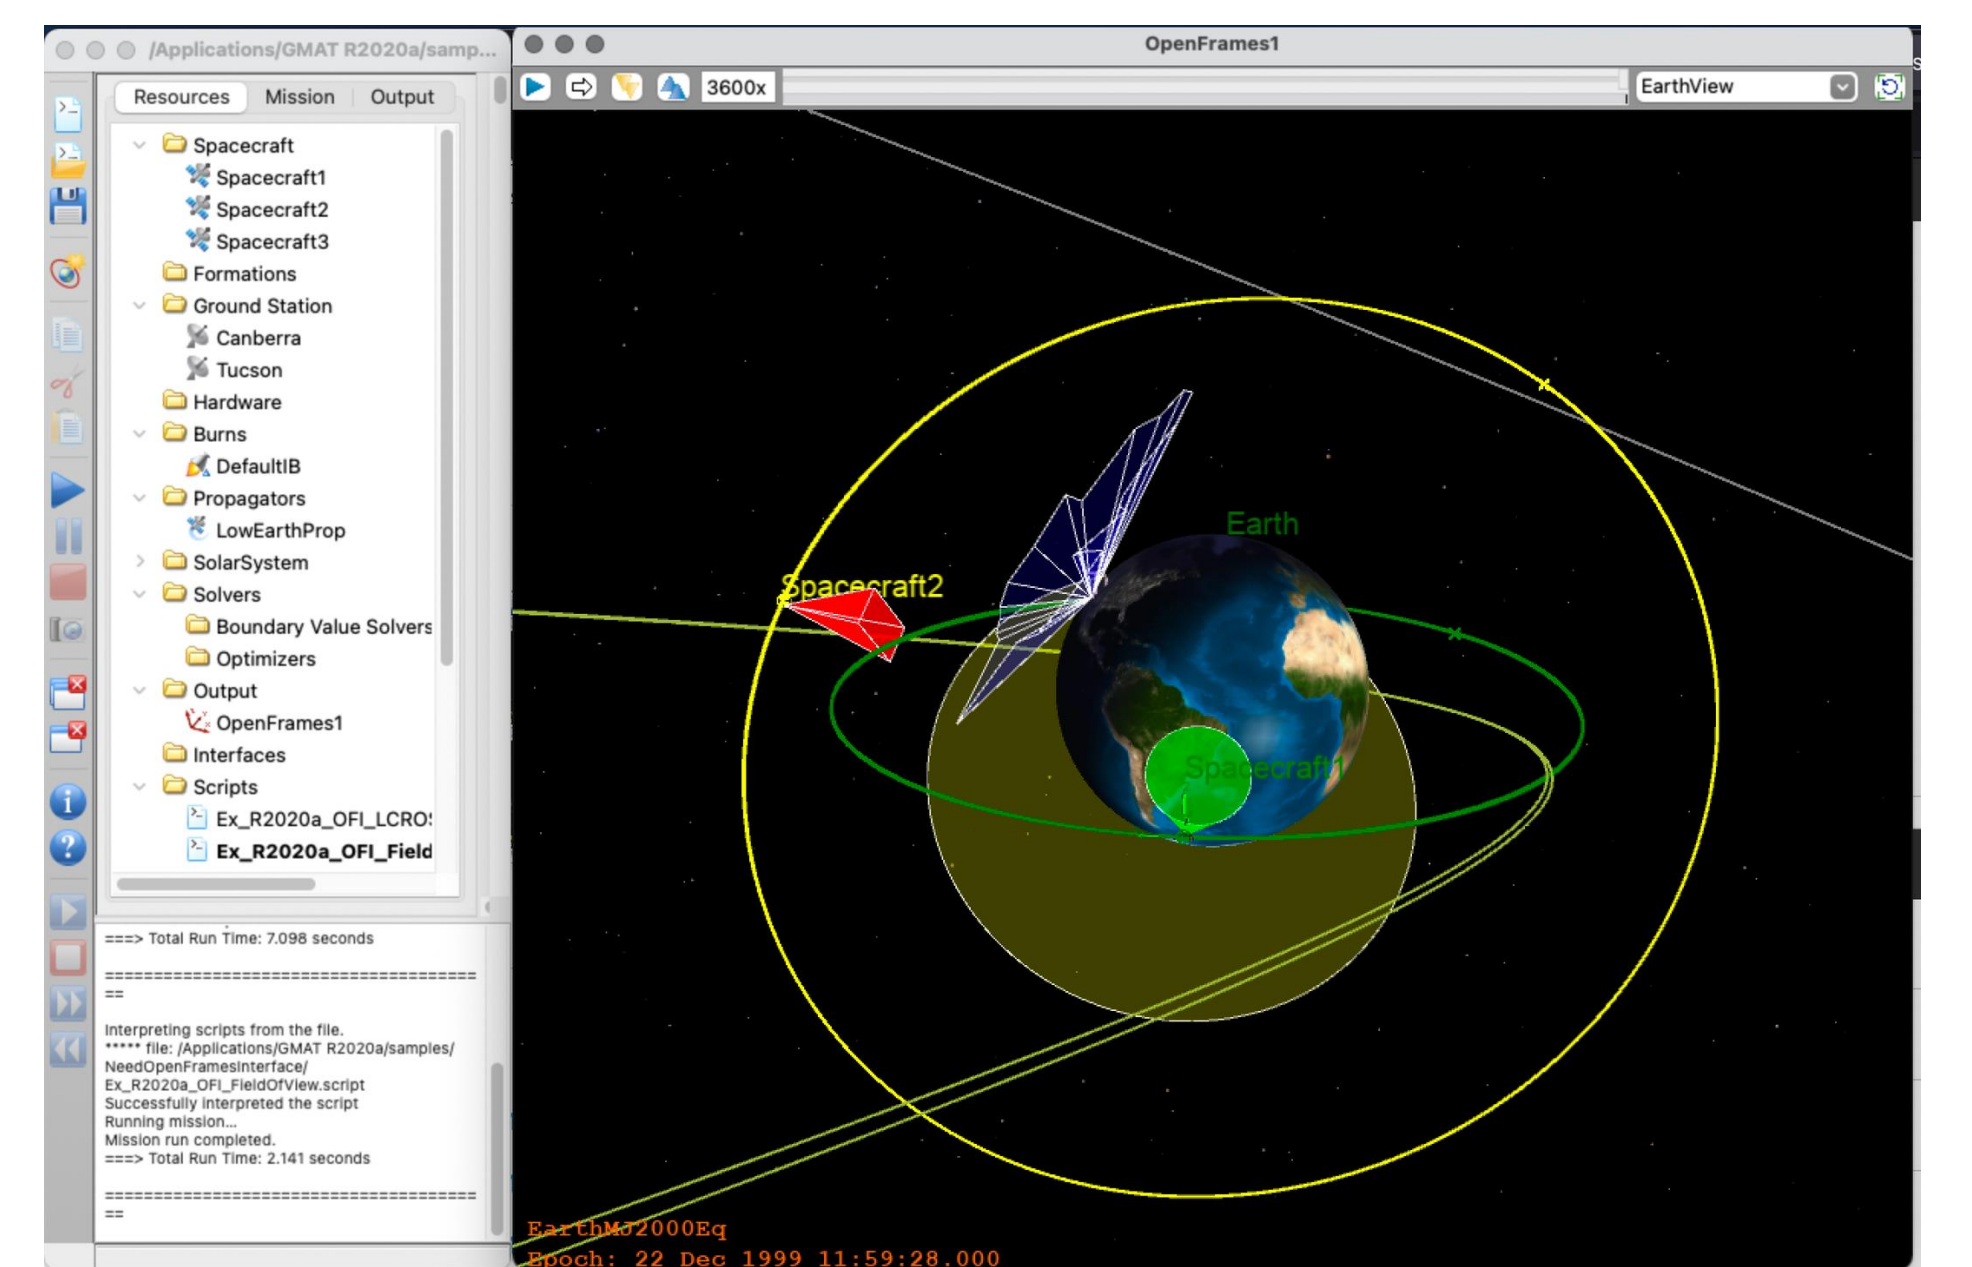 /Applications/GMAT R2020a/samp...
Resources
Mission
Output
Spacecraft
Spacecraft1
Spacecraft2
Spacecraft3
Formations
Ground Station
Canberra
Tucson
Hardware
Burns
DefaultIB
Propagators
LowEarthProp
SolarSystem
Solvers
Boundary Value Solvers
Optimizers
Output
OpenFrames1
Interfaces
Scripts
Ex_R2020a_OFI_LCRO
Ex_R2020a_OFI_Field
===> Total Run Time: 7.098 seconds
======================================
==
Interpreting scripts from the file.
***** file: /Applications/GMAT R2020a/samples/
NeedOpenFramesInterface/
Ex_R2020a_OFI_FieldOfView.script
Successfully interpreted the script
Running mission...
Mission run completed.
===> Total Run Time: 2.141 seconds
======================================
==
OpenFrames1
3600x
EarthView
Earth
Spacecraft2
Spacecraft1
EarthMJ2000Eq
Epoch: 22 Dec 1999 11:59:28.000